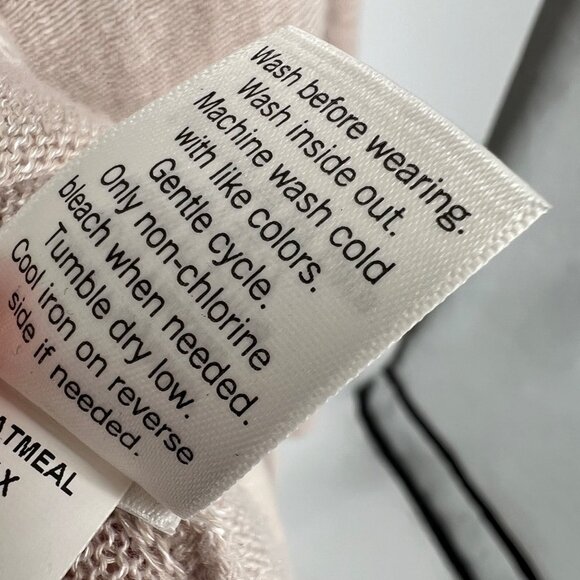 Wash before wearing.
Wash inside out.
Machine wash cold
with like colors.
Gentle cycle.
Only non-chlorine
bleach when needed.
Tumble dry low.
Cool iron on reverse
side if needed.
ATMEAL
X